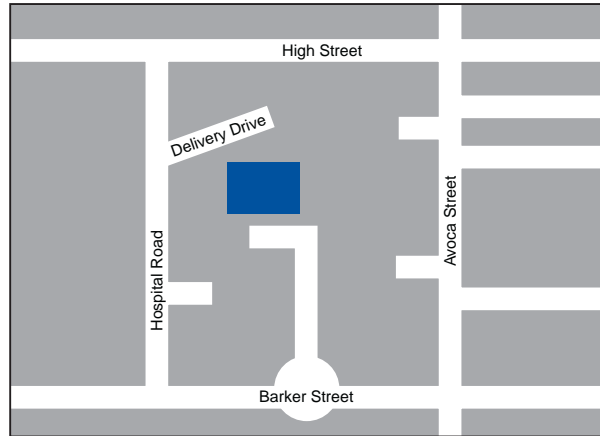 High Street
Delivery Drive
Avoca Street
Hospital Road
Barker Street